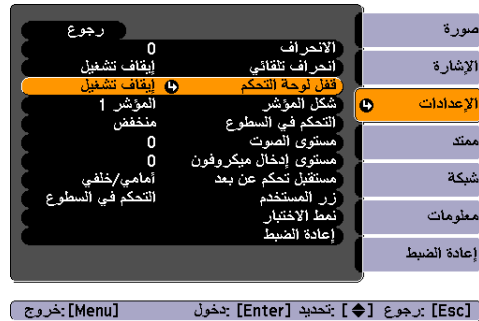 رجوع
الانحراف 0
انحراف تلقائي إيقاف تشغيل
قفل لوحة التحكم إيقاف تشغيل
شكل المؤشر المؤشر 1
التحكم في السطوع منخفض
مستوى الصوت 0
مستوى إدخال ميكروفون 0
مستقبل تحكم عن بعد أمامي/خلفي
زر المستخدم التحكم في السطوع
نمط الاختبار
إعادة الضبط
صورة
الإشارة
الإعدادات
ممتد
شبكة
معلومات
إعادة الضبط
[Esc] :رجوع [♦] :تحديد [Enter] :دخول [Menu] :خروج